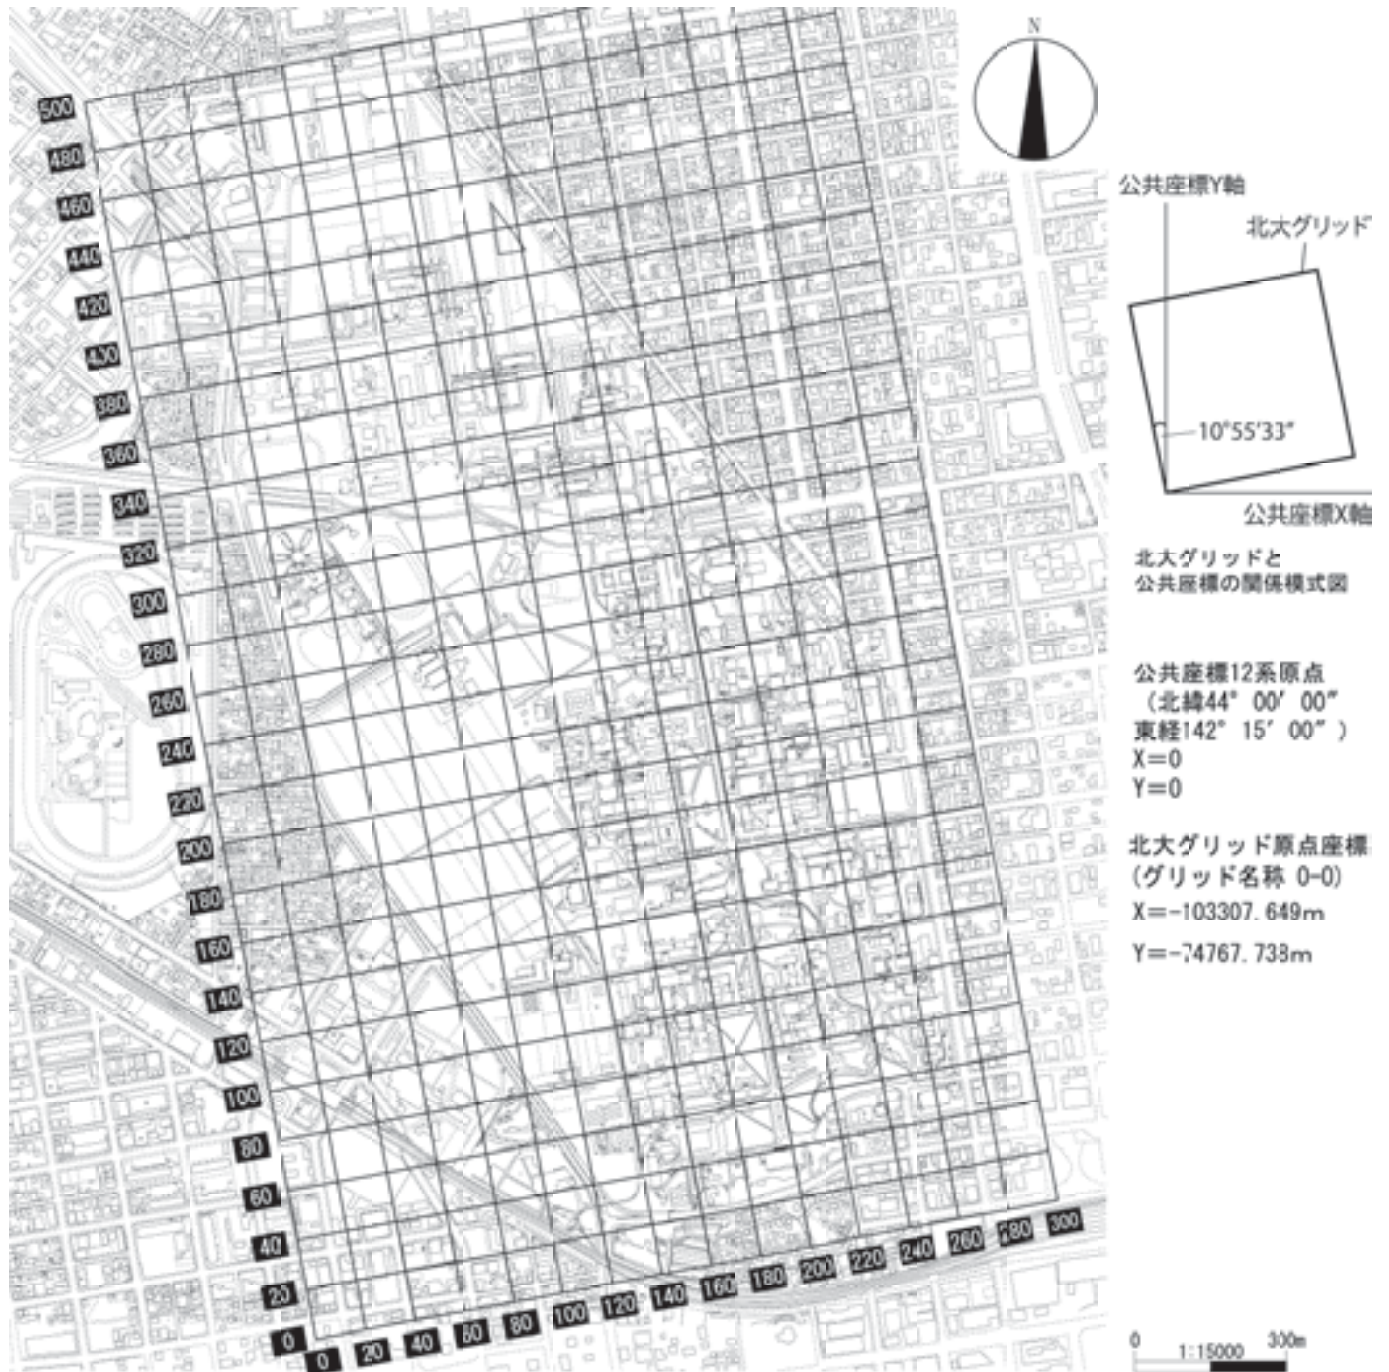 N
500
480
460
440
420
400
380
360
340
320
300
280
260
240
220
200
180
160
140
120
100
80
60
40
20
0
0 20 40 60 80 100 120 140 160 180 200 220 240 260 280 300
公共座標Y軸
北大グリッド
10°55'33"
公共座標X軸
北大グリッドと
公共座標の関係模式図
公共座標12系原点
(北緯44° 00′ 00″
東経142° 15′ 00″ )
X=0
Y=0
北大グリッド原点座標
(グリッド名称 0-0)
X=-103307.649m
Y=-74767.738m
0 1:15000 300m